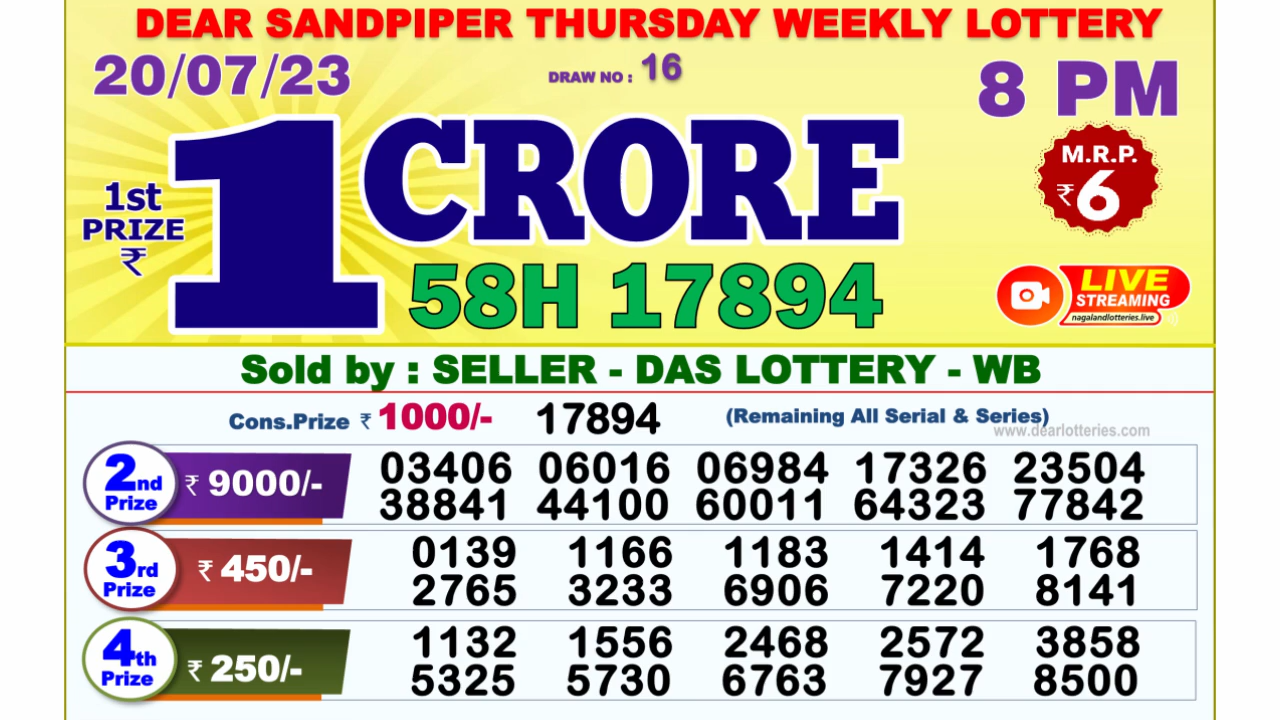 DEAR SANDPIPER THURSDAY WEEKLY LOTTERY
20/07/23 DRAW NO : 16 8 PM
1st PRIZE ₹ 1 CRORE
M.R.P. ₹ 6
58H 17894
LIVE STREAMING
nagalandlotteries.live
Sold by : SELLER - DAS LOTTERY - WB
Cons.Prize ₹ 1000/- 17894 (Remaining All Serial & Series)
www.dearlotteries.com
2nd Prize ₹ 9000/-
03406 06016 06984 17326 23504
38841 44100 60011 64323 77842
3rd Prize ₹ 450/-
0139 1166 1183 1414 1768
2765 3233 6906 7220 8141
4th Prize ₹ 250/-
1132 1556 2468 2572 3858
5325 5730 6763 7927 8500